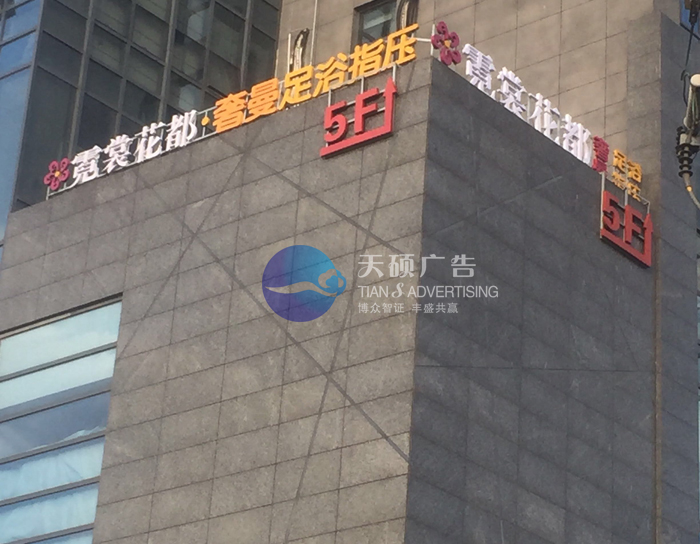 霓裳花都·奢曼足浴指压
5F
霓裳花都
奢曼
足浴
指压
5F
天硕广告
TIAN S ADVERTISING
博众智证 丰盛共赢